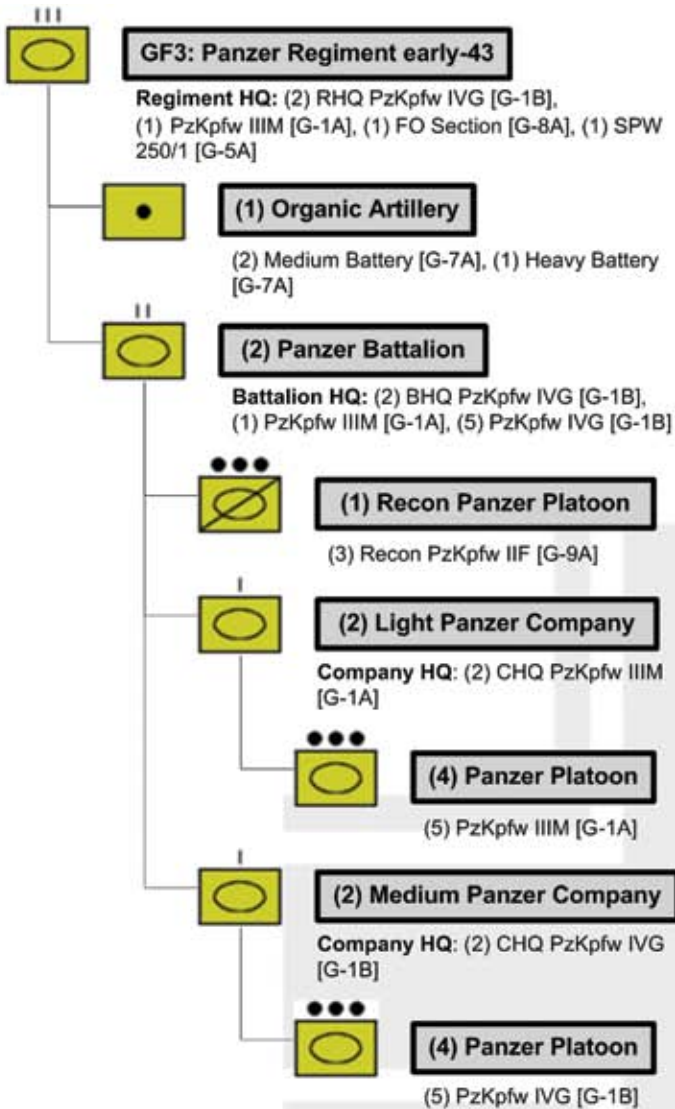 GF3: Panzer Regiment early-43
Regiment HQ: (2) RHQ PzKpfw IVG [G-1B],
(1) PzKpfw IIIM [G-1A], (1) FO Section [G-8A], (1) SPW
250/1 [G-5A]
(1) Organic Artillery
(2) Medium Battery [G-7A], (1) Heavy Battery
[G-7A]
(2) Panzer Battalion
Battalion HQ: (2) BHQ PzKpfw IVG [G-1B],
(1) PzKpfw IIIM [G-1A], (5) PzKpfw IVG [G-1B]
(1) Recon Panzer Platoon
(3) Recon PzKpfw IIF [G-9A]
(2) Light Panzer Company
Company HQ: (2) CHQ PzKpfw IIIM
[G-1A]
(4) Panzer Platoon
(5) PzKpfw IIIM [G-1A]
(2) Medium Panzer Company
Company HQ: (2) CHQ PzKpfw IVG
[G-1B]
(4) Panzer Platoon
(5) PzKpfw IVG [G-1B]